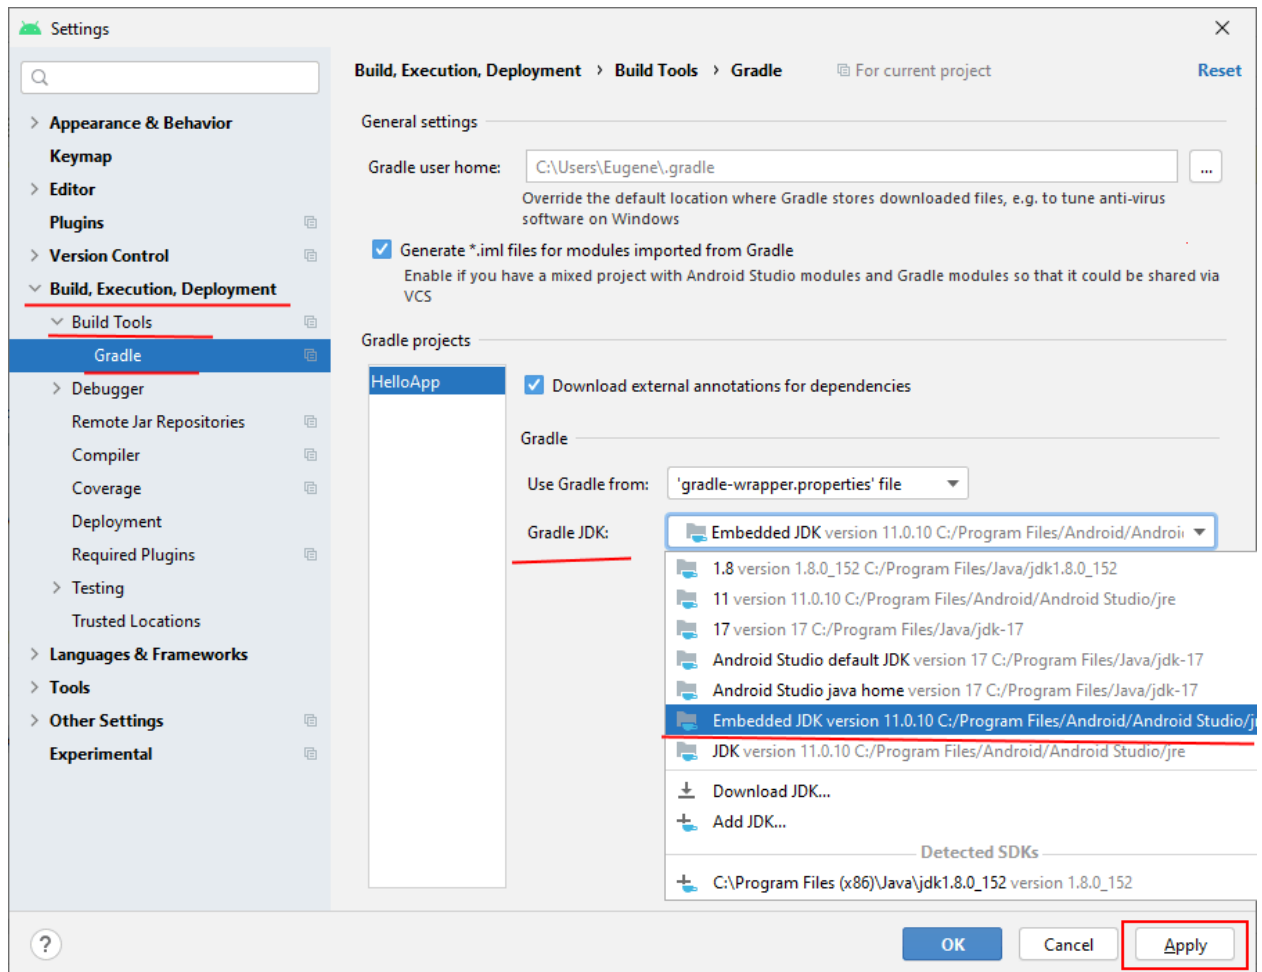 Settings
Build, Execution, Deployment › Build Tools › Gradle For current project Reset
Appearance & Behavior
Keymap
Editor
Plugins
Version Control
Build, Execution, Deployment
Build Tools
Gradle
Debugger
Remote Jar Repositories
Compiler
Coverage
Deployment
Required Plugins
Testing
Trusted Locations
Languages & Frameworks
Tools
Other Settings
Experimental
General settings
Gradle user home: C:\Users\Eugene\.gradle ...
Override the default location where Gradle stores downloaded files, e.g. to tune anti-virus
software on Windows
Generate *.iml files for modules imported from Gradle
Enable if you have a mixed project with Android Studio modules and Gradle modules so that it could be shared via
VCS
Gradle projects
HelloApp
Download external annotations for dependencies
Gradle
Use Gradle from: 'gradle-wrapper.properties' file
Gradle JDK: Embedded JDK version 11.0.10 C:/Program Files/Android/Androi
1.8 version 1.8.0_152 C:/Program Files/Java/jdk1.8.0_152
11 version 11.0.10 C:/Program Files/Android/Android Studio/jre
17 version 17 C:/Program Files/Java/jdk-17
Android Studio default JDK version 17 C:/Program Files/Java/jdk-17
Android Studio java home version 17 C:/Program Files/Java/jdk-17
Embedded JDK version 11.0.10 C:/Program Files/Android/Android Studio/j
JDK version 11.0.10 C:/Program Files/Android/Android Studio/jre
Download JDK...
Add JDK...
Detected SDKs
C:\Program Files (x86)\Java\jdk1.8.0_152 version 1.8.0_152
? OK Cancel Apply